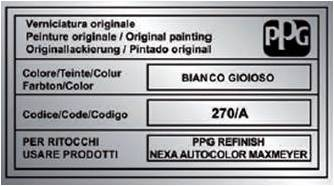 Verniciatura originale
Peinture originale / Original painting
Originallackierung / Pintado original
PPG
Colore/Teinte/Colur
Farbton/Color
BIANCO GIOIOSO
Codice/Code/Codigo
270/A
PER RITOCCHI
USARE PRODOTTI
PPG REFINISH
NEXA AUTOCOLOR MAXMEYER